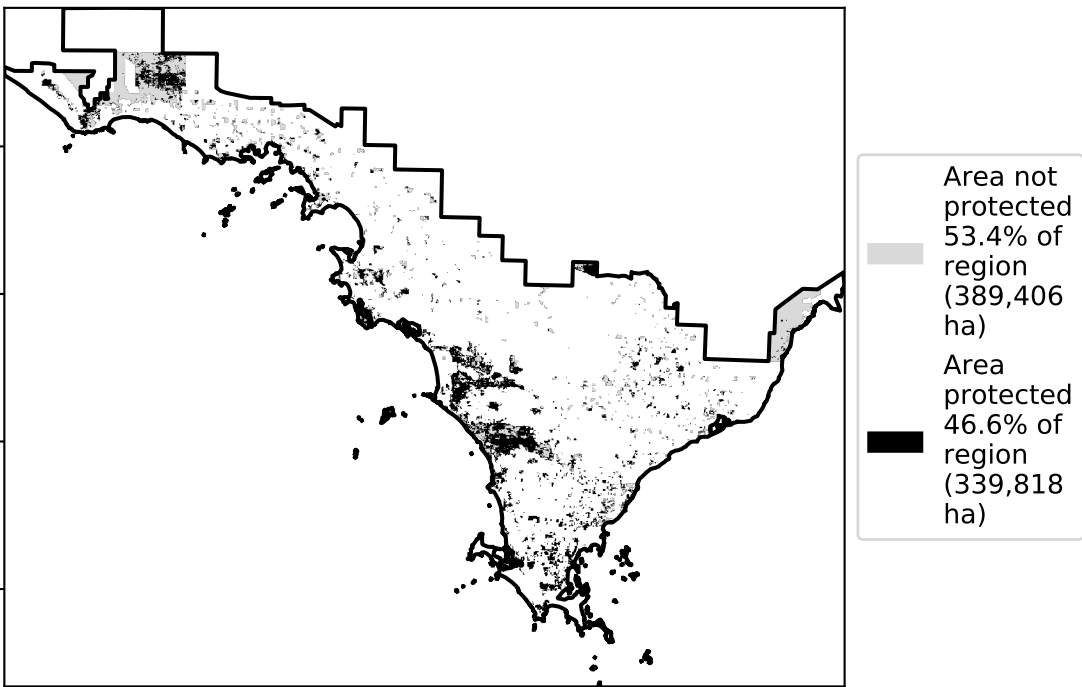 Area not
protected
53.4% of
region
(389,406
ha)
Area
protected
46.6% of
region
(339,818
ha)